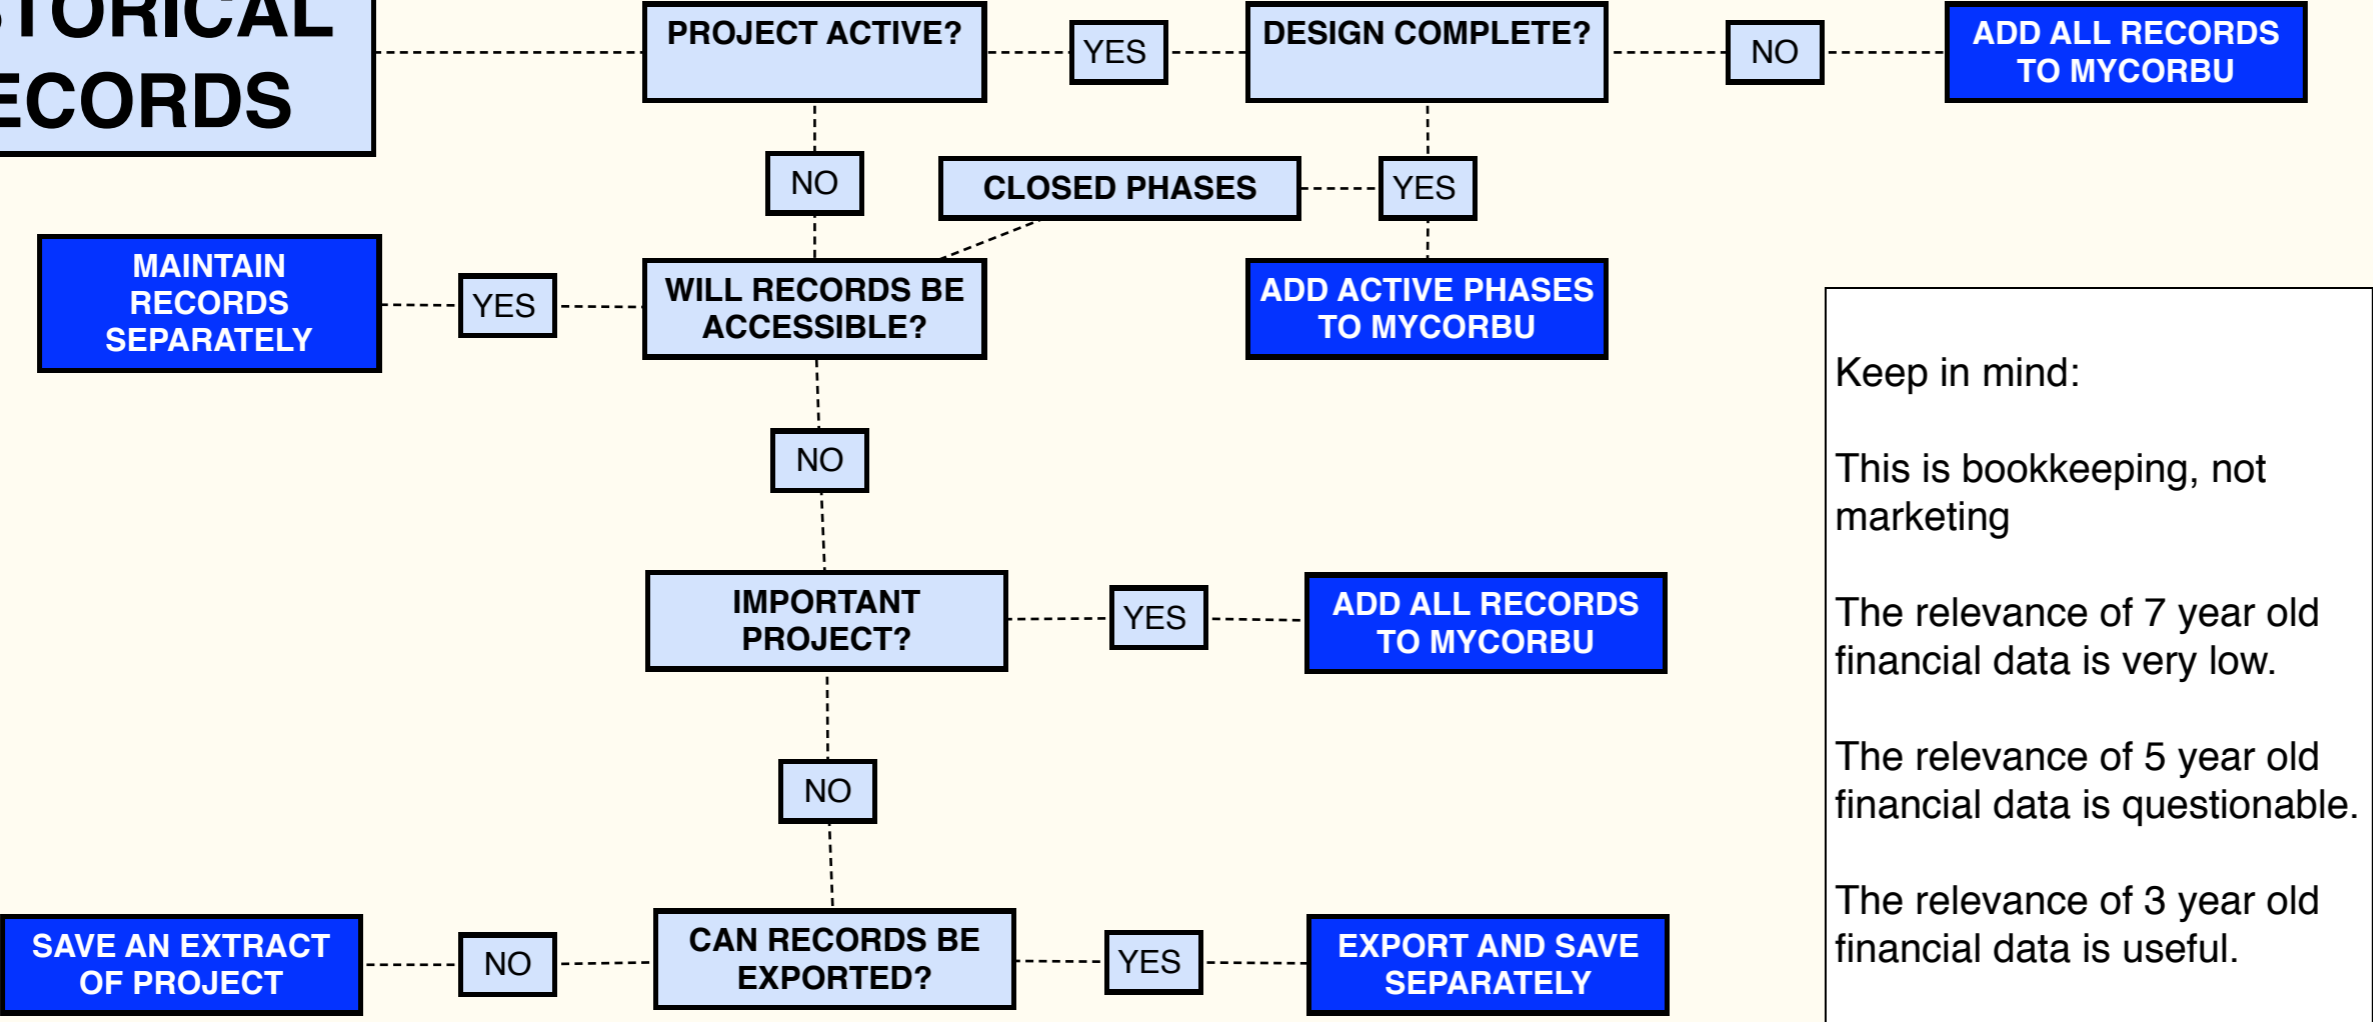 STORICAL
ECORDS
PROJECT ACTIVE?
YES
DESIGN COMPLETE?
NO
ADD ALL RECORDS
TO MYCORBU
NO
CLOSED PHASES
YES
MAINTAIN
RECORDS
SEPARATELY
YES
WILL RECORDS BE
ACCESSIBLE?
ADD ACTIVE PHASES
TO MYCORBU
NO
IMPORTANT
PROJECT?
YES
ADD ALL RECORDS
TO MYCORBU
NO
SAVE AN EXTRACT
OF PROJECT
NO
CAN RECORDS BE
EXPORTED?
YES
EXPORT AND SAVE
SEPARATELY
Keep in mind:
This is bookkeeping, not
marketing
The relevance of 7 year old
financial data is very low.
The relevance of 5 year old
financial data is questionable.
The relevance of 3 year old
financial data is useful.